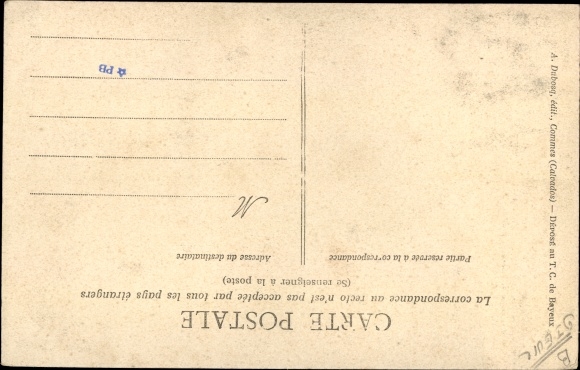 CARTE POSTALE
La correspondance au recto n'est pas acceptée par tous les pays étrangers
(Se renseigner à la poste)
Partie réservée à la correspondance
Adresse du destinataire
M
☆ PB
A. Dubosq, édit., Commes (Calvados) — Déposé au T. C. de Bayeux